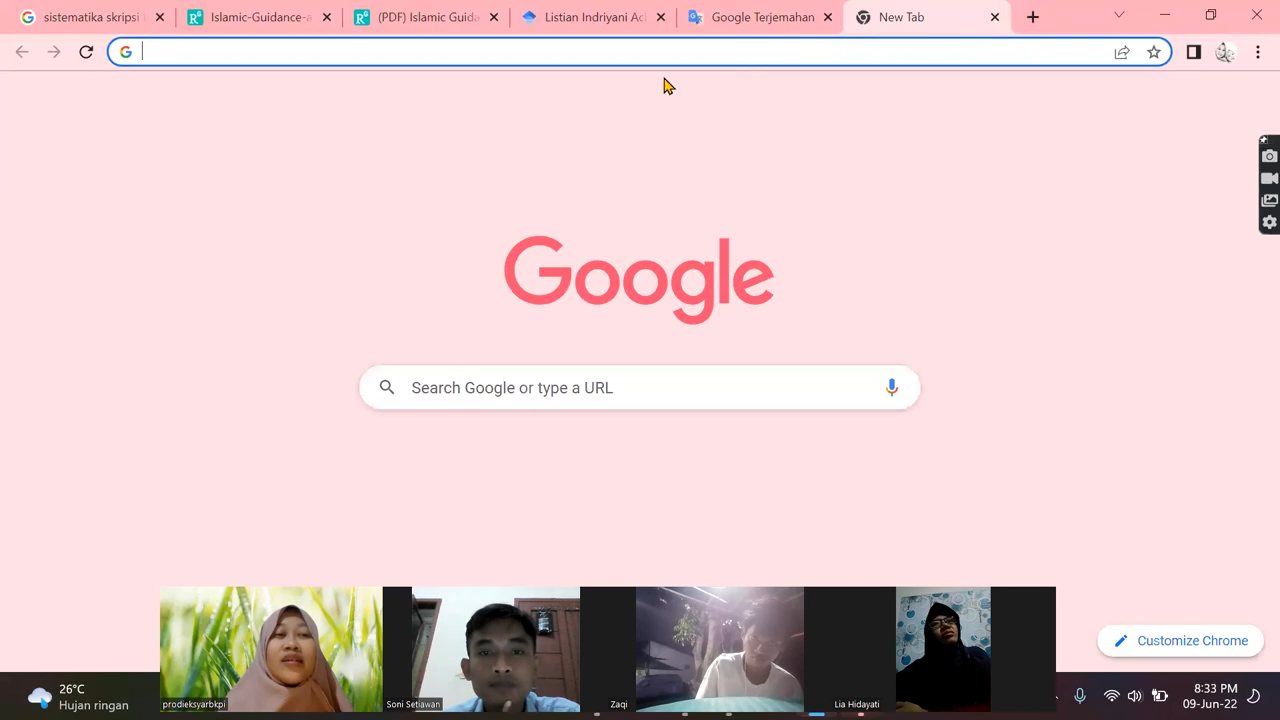 sistematika skripsi
Islamic-Guidance-a
(PDF) Islamic Guida
Listian Indriyani Ac
Google Terjemahan
New Tab
Google
Search Google or type a URL
Customize Chrome
prodieksyarbkpi
Soni Setiawan
Zaqi
Lia Hidayati
26°C
Hujan ringan
8:33 PM
09-Jun-22